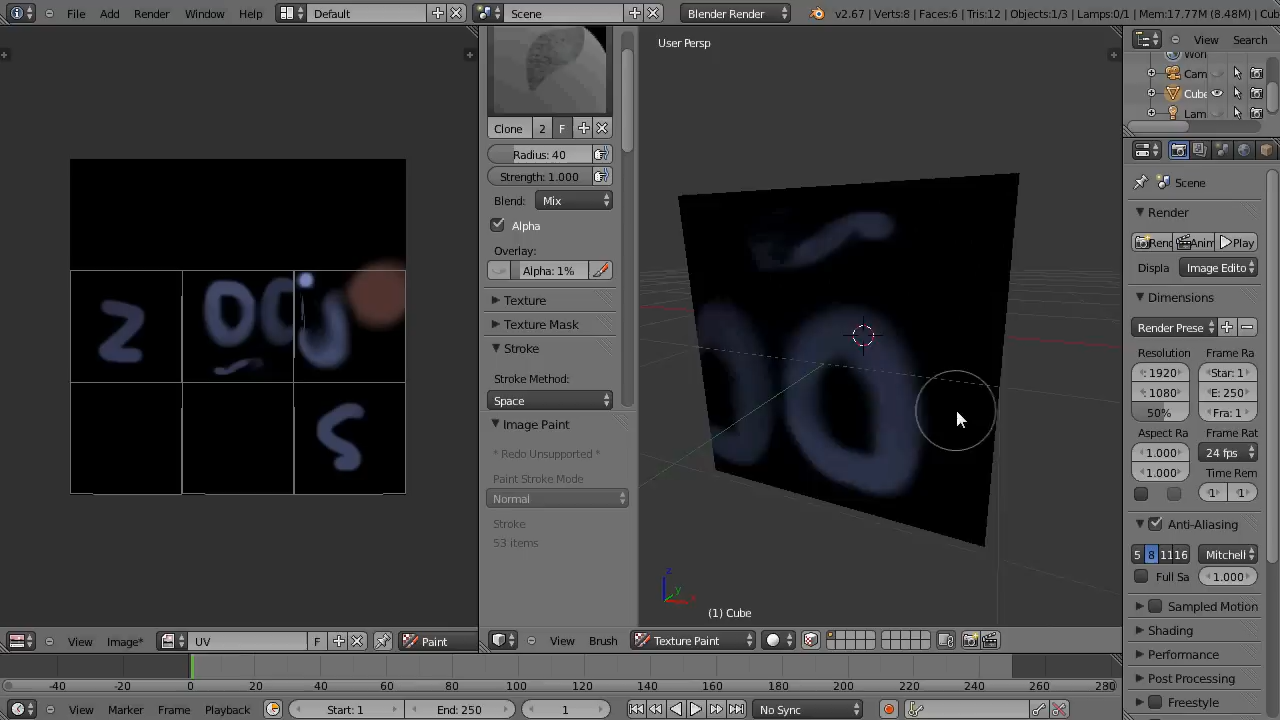 File Add Render Window Help Default Scene Blender Render v2.67 | Verts:8 | Faces:6 | Tris:12 | Objects:1/3 | Lamps:0/1 | Mem:17.77M (8.48M) | Cube
User Persp
View Search
Wor
Cam
Cube
Lam
Clone 2 F
Radius: 40
Strength: 1.000
Blend: Mix
Alpha
Overlay:
Alpha: 1%
Texture
Texture Mask
Stroke
Stroke Method:
Space
Image Paint
* Redo Unsupported *
Paint Stroke Mode
Normal
Stroke
53 items
Scene
Render
Rend Anim Play
Displa Image Edito
Dimensions
Render Prese
Resolution Frame Ra
: 1920 Star: 1
: 1080 E: 250
50% Fra: 1
Aspect Ra Frame Rat
1.000 24 fps
1.000 Time Rem
1 1
Anti-Aliasing
5 8 11 16 Mitchell
Full Sa 1.000
Sampled Motion
Shading
Performance
Post Processing
Freestyle
z
y
x
(1) Cube
View Image* UV F Paint
View Brush Texture Paint
-40 -20 0 20 40 60 80 100 120 140 160 180 200 220 240 260 280
View Marker Frame Playback Start: 1 End: 250 1 No Sync